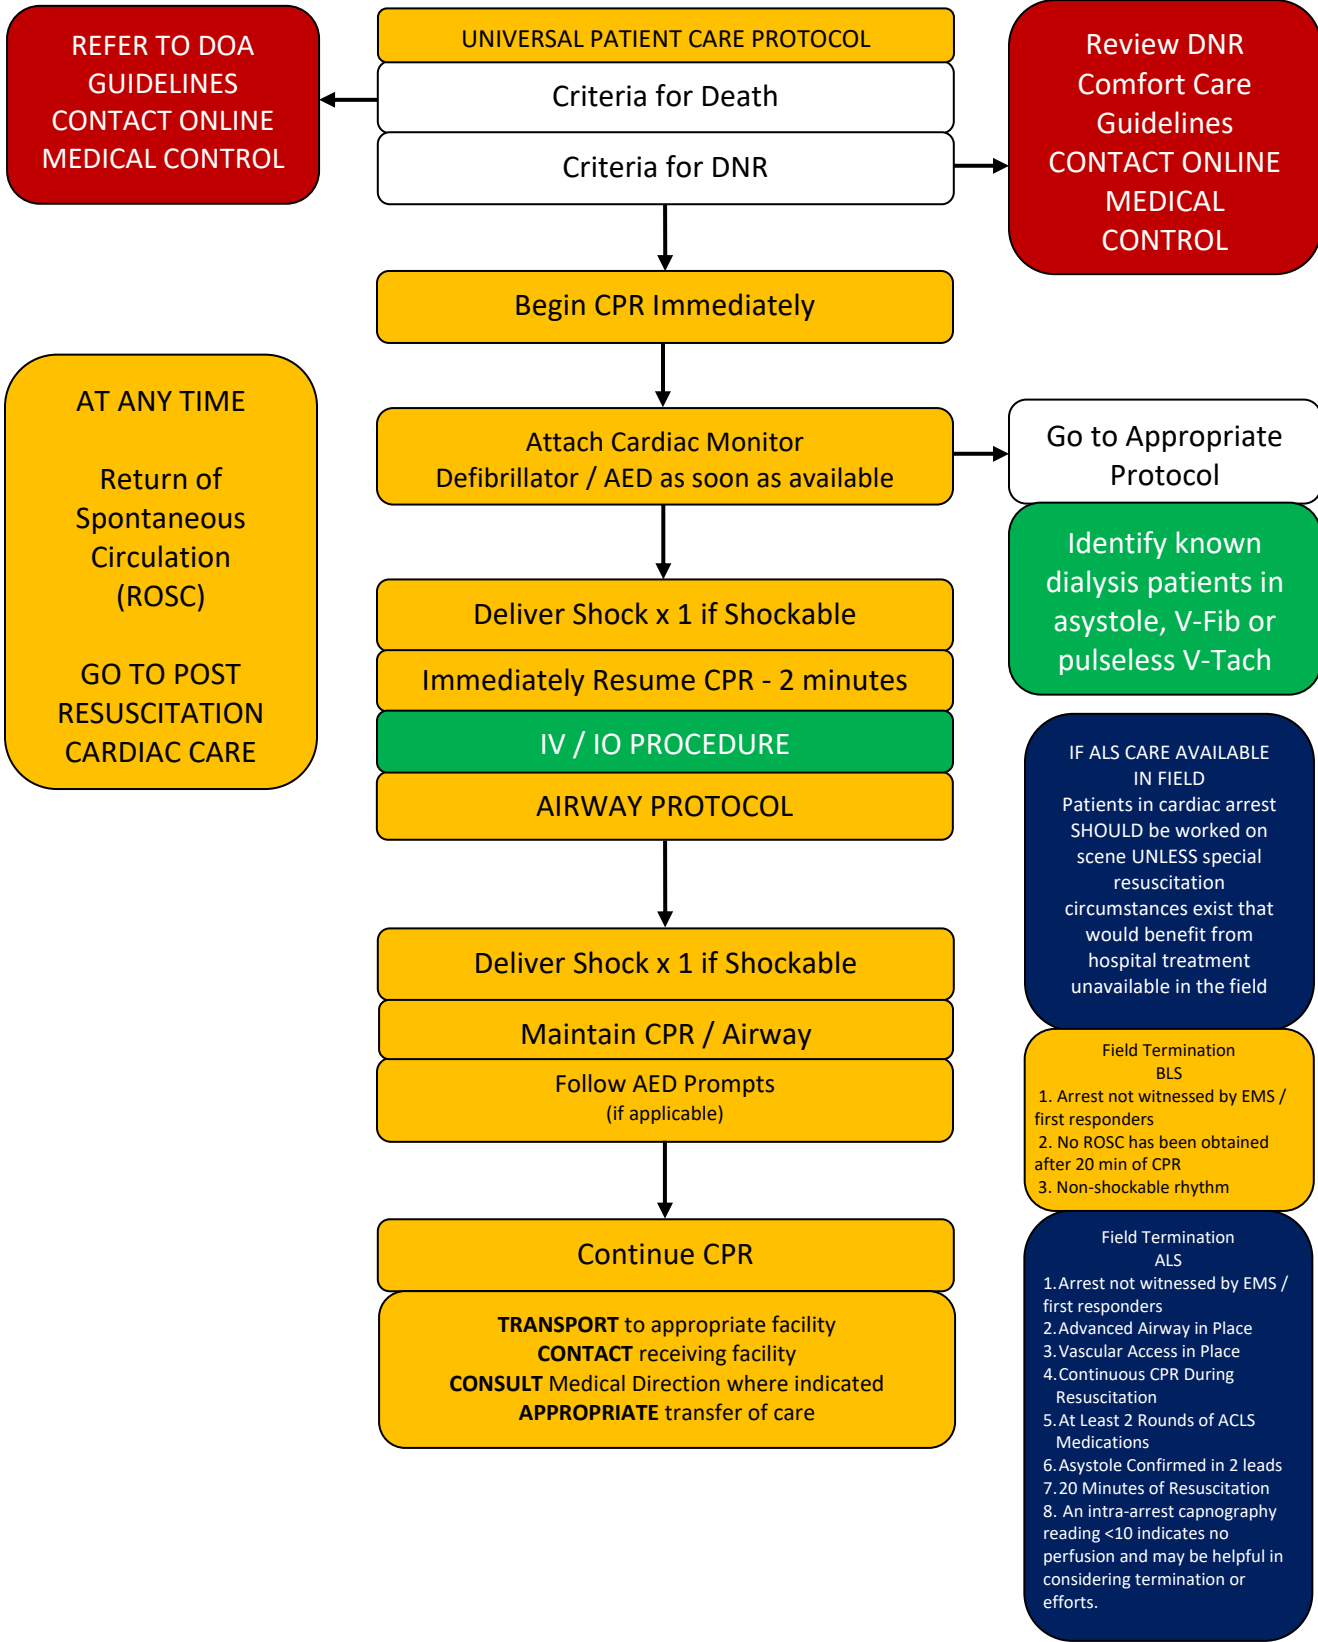 REFER TO DOA
GUIDELINES
CONTACT ONLINE
MEDICAL CONTROL
UNIVERSAL PATIENT CARE PROTOCOL
Criteria for Death
Criteria for DNR
Review DNR
Comfort Care
Guidelines
CONTACT ONLINE
MEDICAL
CONTROL
Begin CPR Immediately
AT ANY TIME
Return of
Spontaneous
Circulation
(ROSC)
GO TO POST
RESUSCITATION
CARDIAC CARE
Attach Cardiac Monitor
Defibrillator / AED as soon as available
Go to Appropriate
Protocol
Identify known
dialysis patients in
asystole, V-Fib or
pulseless V-Tach
Deliver Shock x 1 if Shockable
Immediately Resume CPR - 2 minutes
IV / IO PROCEDURE
AIRWAY PROTOCOL
IF ALS CARE AVAILABLE
IN FIELD
Patients in cardiac arrest
SHOULD be worked on
scene UNLESS special
resuscitation
circumstances exist that
would benefit from
hospital treatment
unavailable in the field
Deliver Shock x 1 if Shockable
Maintain CPR / Airway
Follow AED Prompts
(if applicable)
Field Termination
BLS
1. Arrest not witnessed by EMS /
first responders
2. No ROSC has been obtained
after 20 min of CPR
3. Non-shockable rhythm
Continue CPR
TRANSPORT to appropriate facility
CONTACT receiving facility
CONSULT Medical Direction where indicated
APPROPRIATE transfer of care
Field Termination
ALS
1. Arrest not witnessed by EMS /
first responders
2. Advanced Airway in Place
3. Vascular Access in Place
4. Continuous CPR During
Resuscitation
5. At Least 2 Rounds of ACLS
Medications
6. Asystole Confirmed in 2 leads
7. 20 Minutes of Resuscitation
8. An intra-arrest capnography
reading <10 indicates no
perfusion and may be helpful in
considering termination or
efforts.